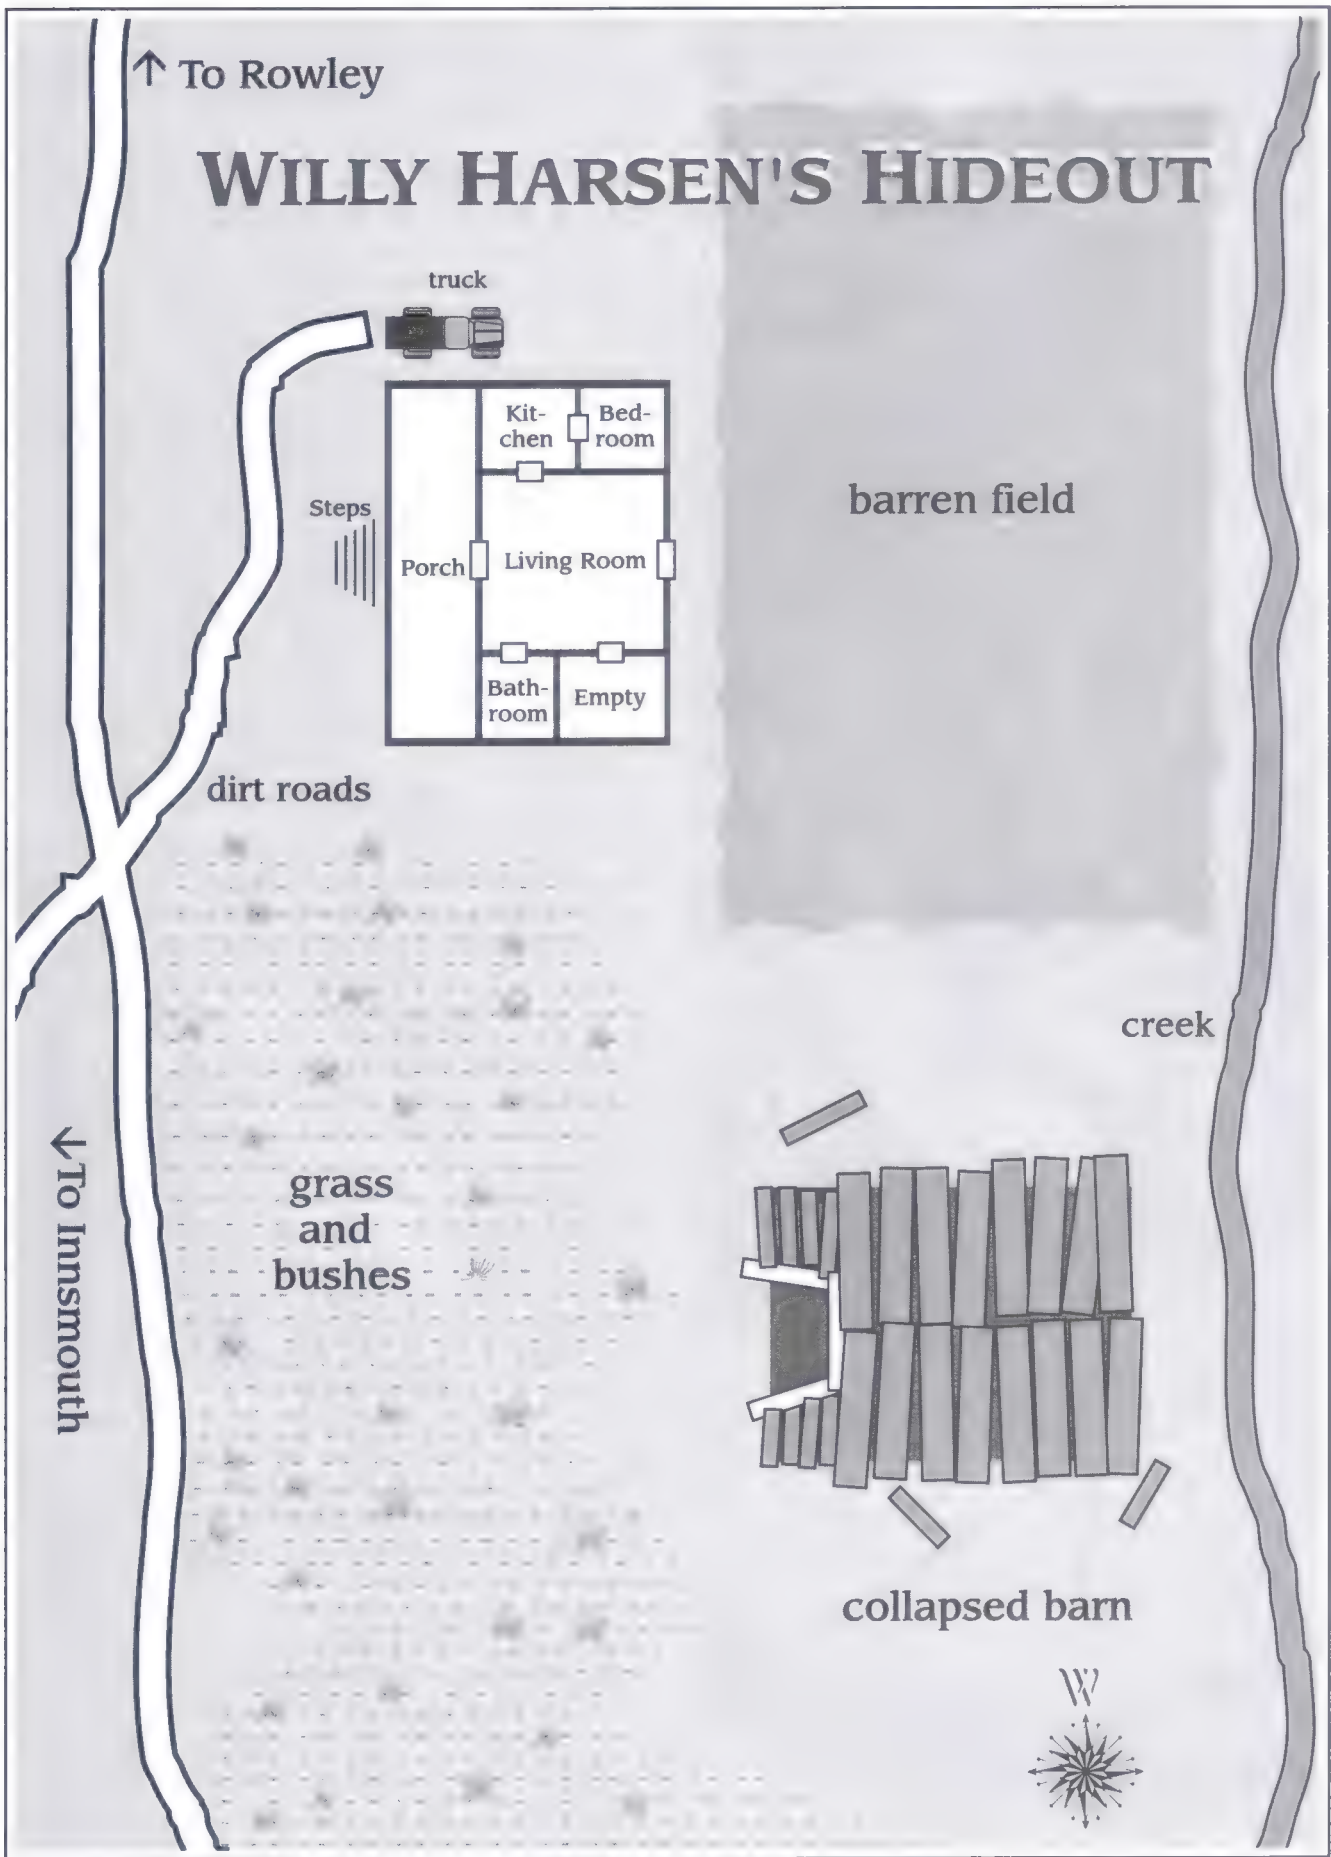 ↑ To Rowley
WILLY HARSEN'S HIDEOUT
truck
Kit-
chen
Bed-
room
barren field
Steps
Porch
Living Room
Bath-
room
Empty
dirt roads
creek
↓To Innsmouth
grass
and
bushes
collapsed barn
W